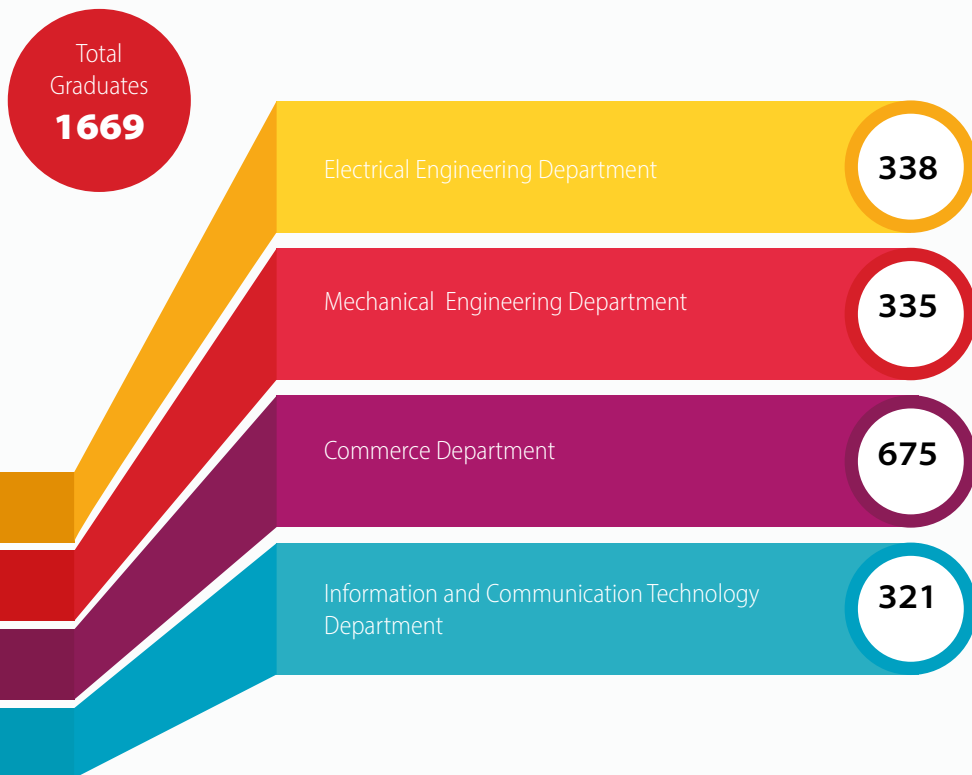 Total
Graduates
1669
Electrical Engineering Department
338
Mechanical  Engineering Department
335
Commerce Department
675
Information and Communication Technology
Department
321